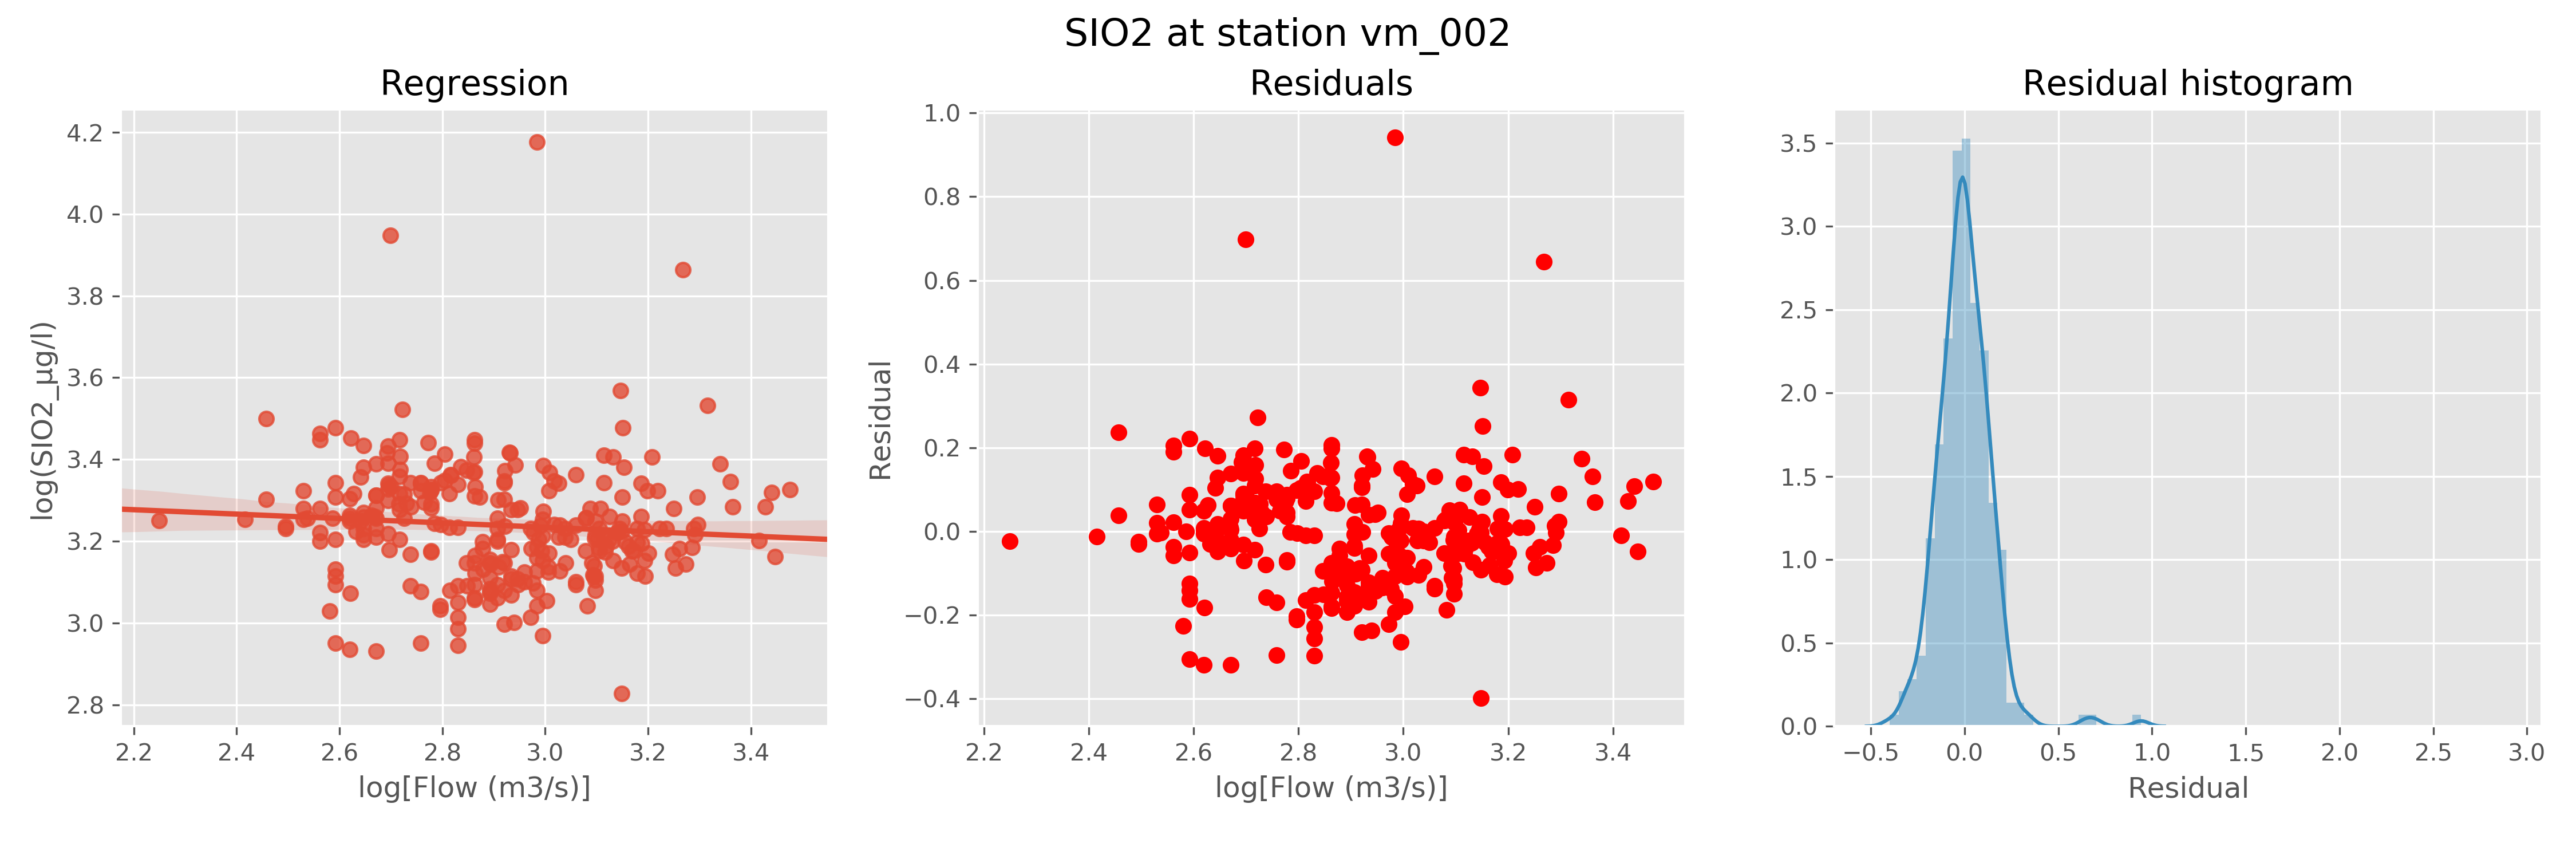 SIO2 at station vm_002
Regression
4.2
4.0
3.8
3.6
3.4
3.2
3.0
2.8
2.2 2.4 2.6 2.8 3.0 3.2 3.4
log(SIO2_µg/l)
log[Flow (m3/s)]
Residuals
1.0
0.8
0.6
0.4
0.2
0.0
−0.2
−0.4
2.2 2.4 2.6 2.8 3.0 3.2 3.4
Residual
log[Flow (m3/s)]
Residual histogram
3.5
3.0
2.5
2.0
1.5
1.0
0.5
0.0
−0.5 0.0 0.5 1.0 1.5 2.0 2.5 3.0
Residual